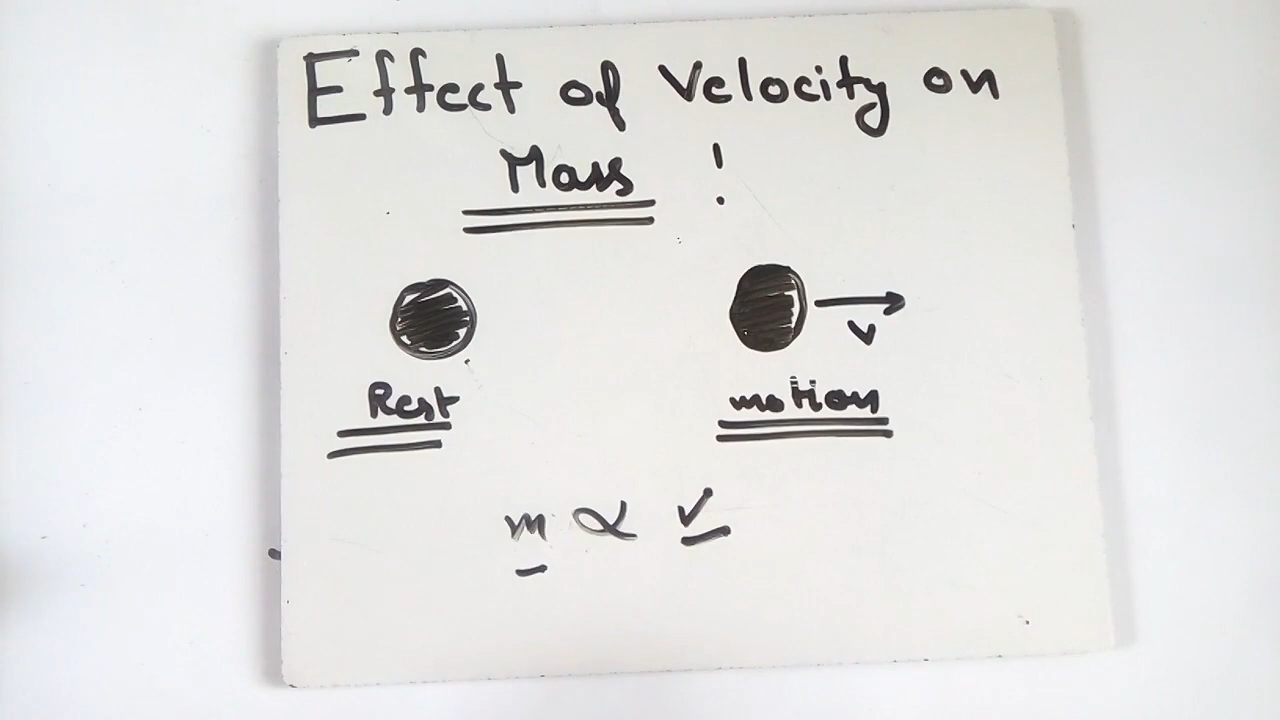 Effect of Velocity on
Mass !
v
Rest motion
m ∝ v